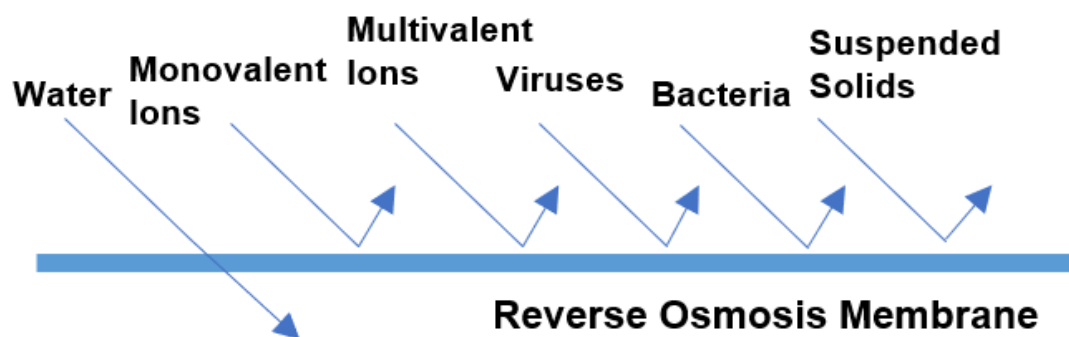 Water
Monovalent
Ions
Multivalent
Ions
Viruses
Bacteria
Suspended
Solids
Reverse Osmosis Membrane